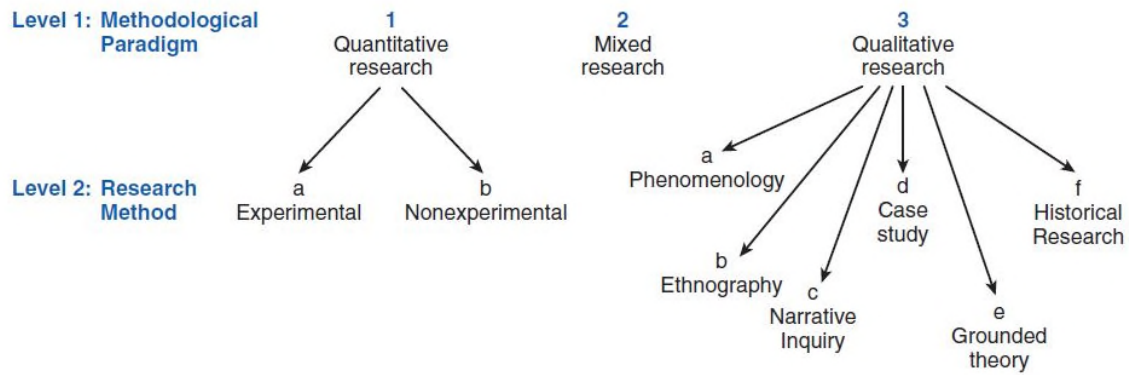 Level 1: Methodological Paradigm
1
Quantitative
research
2
Mixed
research
3
Qualitative
research
Level 2: Research Method
a
Experimental
b
Nonexperimental
a
Phenomenology
b
Ethnography
c
Narrative
Inquiry
d
Case
study
e
Grounded
theory
f
Historical
Research